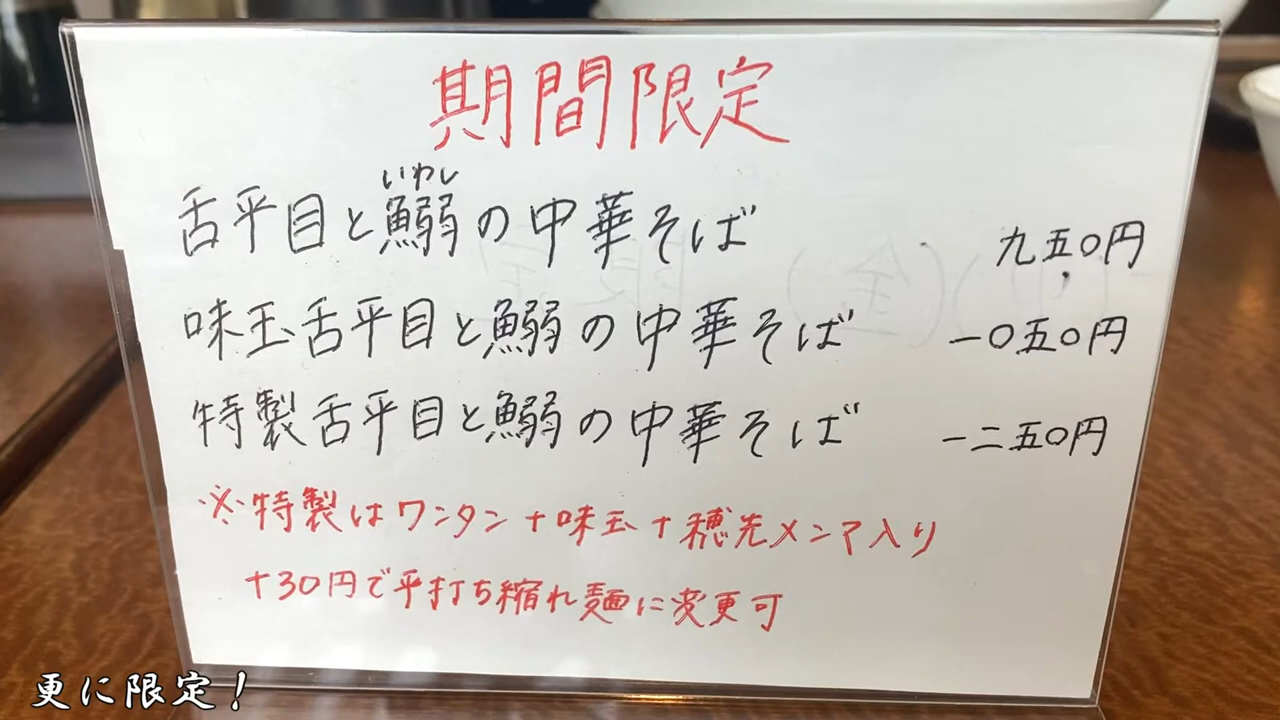 期間限定
いわし
舌平目と鰯の中華そば 九五〇円
味玉舌平目と鰯の中華そば 一〇五〇円
特製舌平目と鰯の中華そば 一二五〇円
※特製はワンタン+味玉+穂先メンマ入り
+30円で平打ち縮れ麺に変更可
更に限定!